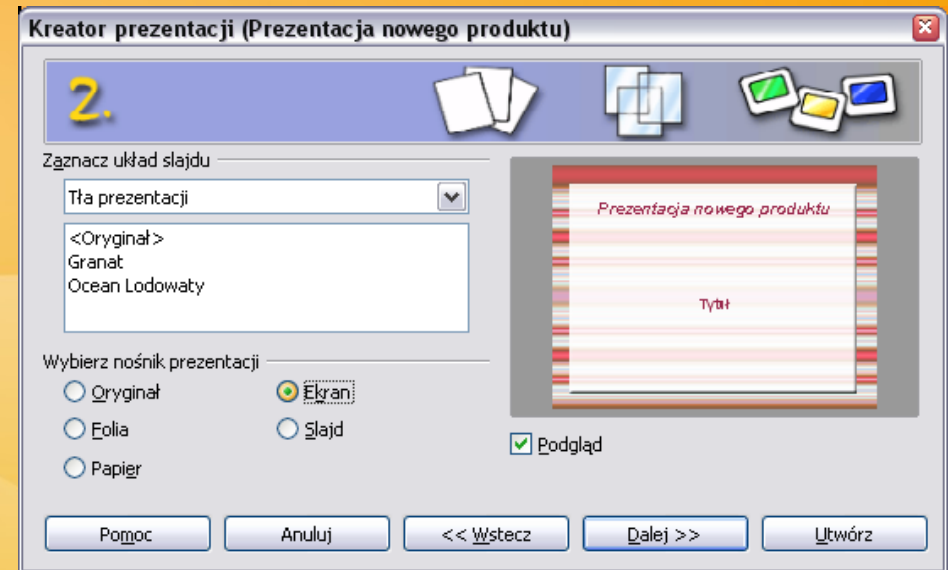 Kreator prezentacji (Prezentacja nowego produktu)
2.
Zaznacz układ slajdu
Tła prezentacji
<Oryginał>
Granat
Ocean Lodowaty
Wybierz nośnik prezentacji
Oryginał
Ekran
Folia
Slajd
Papier
Prezentacja nowego produktu
Tytuł
Podgląd
Pomoc
Anuluj
<< Wstecz
Dalej >>
Utwórz